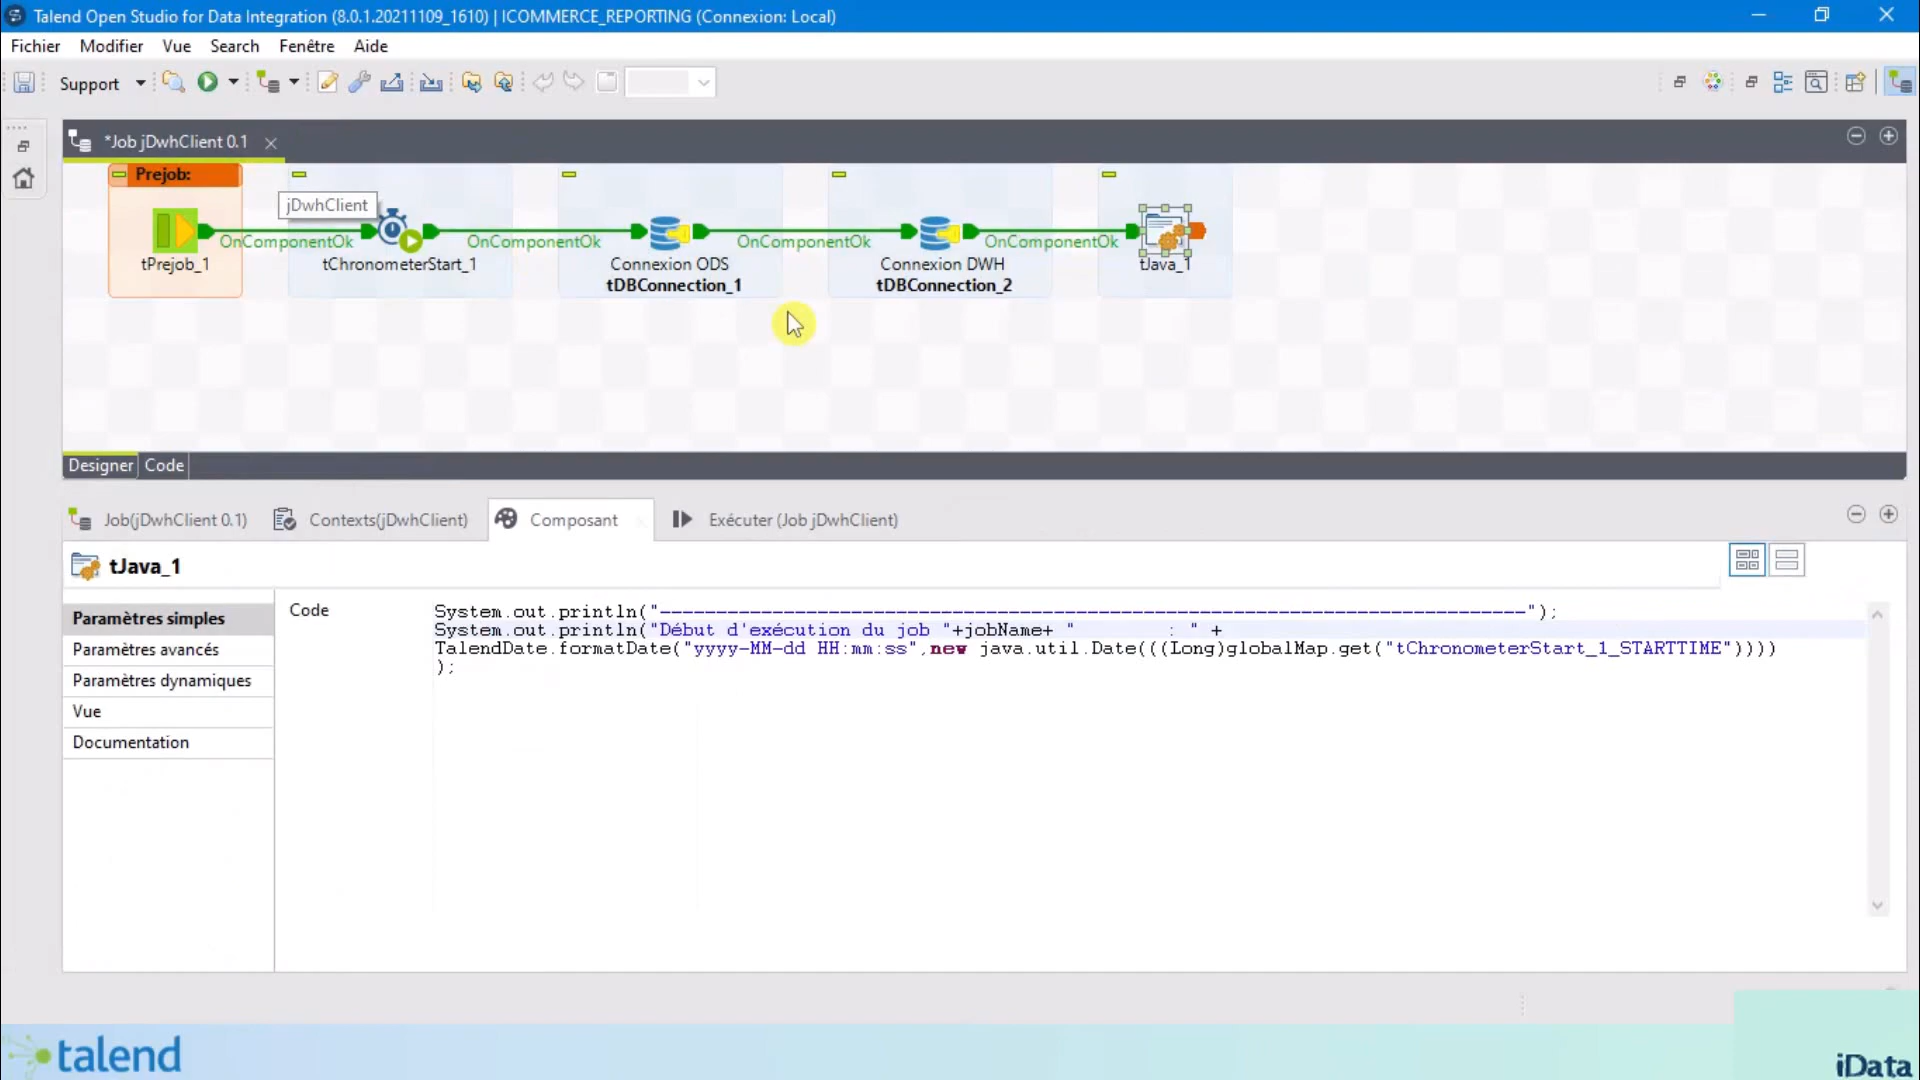 Talend Open Studio for Data Integration (8.0.1.20211109_1610) | ICOMMERCE_REPORTING (Connexion: Local)
Fichier Modifier Vue Search Fenêtre Aide
Support
*Job jDwhClient 0.1
Prejob:
jDwhClient
OnComponentOk OnComponentOk OnComponentOk OnComponentOk
tPrejob_1 tChronometerStart_1 Connexion ODS Connexion DWH tJava_1
tDBConnection_1 tDBConnection_2
Designer Code
Job(jDwhClient 0.1) Contexts(jDwhClient) Composant Exécuter (Job jDwhClient)
tJava_1
Paramètres simples
Paramètres avancés
Paramètres dynamiques
Vue
Documentation
Code
System.out.println("-----------------------------------------------------------------------------");
System.out.println("Début d'exécution du job "+jobName+ "        : " +
TalendDate.formatDate("yyyy-MM-dd HH:mm:ss",new java.util.Date(((Long)globalMap.get("tChronometerStart_1_STARTTIME"))))
);
talend
iData